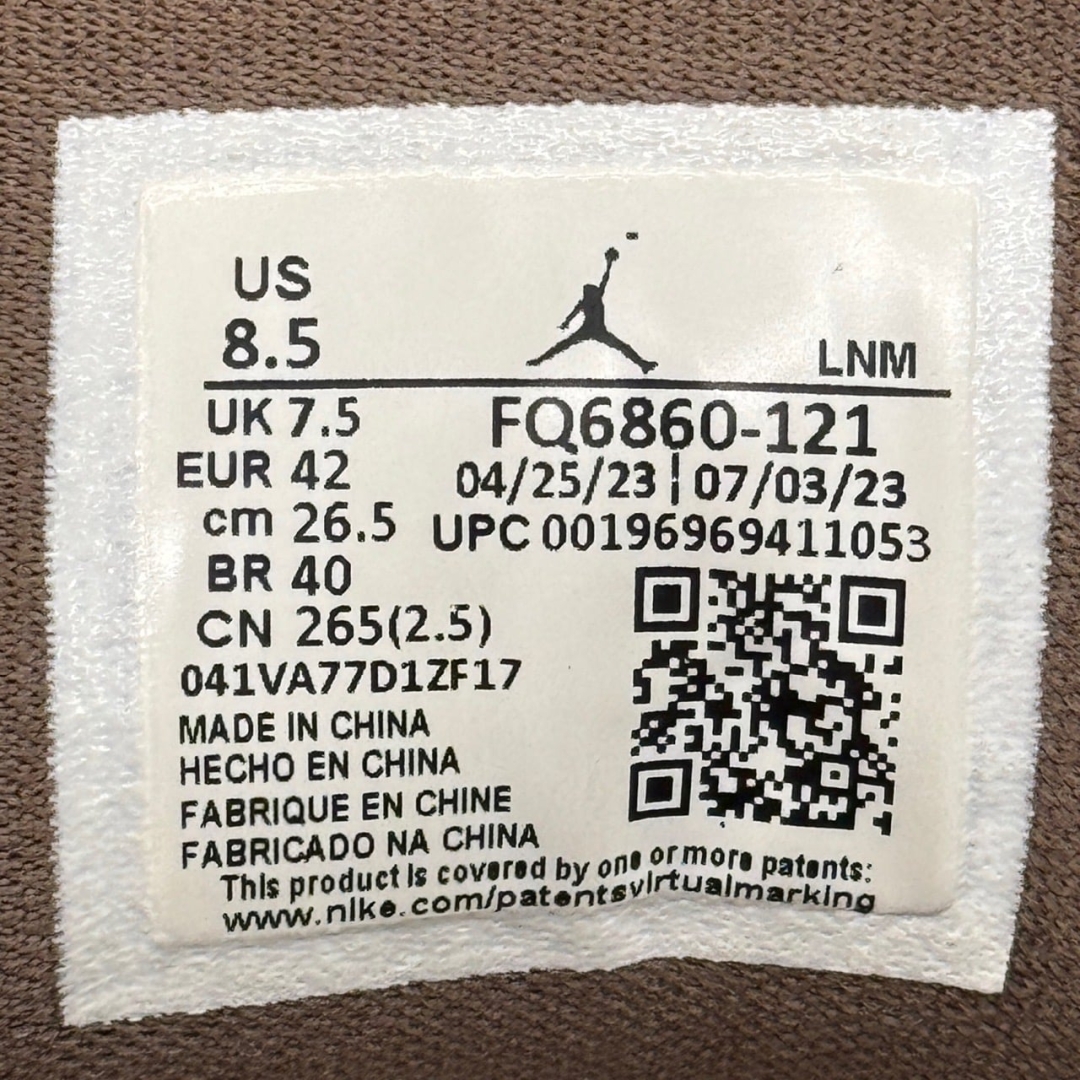 US
8.5
LNM
UK 7.5
FQ6860-121
EUR 42
04/25/23 | 07/03/23
cm 26.5
UPC 00196969411053
BR 40
CN 265(2.5)
041VA77D1ZF17
MADE IN CHINA
HECHO EN CHINA
FABRIQUE EN CHINE
FABRICADO NA CHINA
This product is covered by one or more patents:
www.nike.com/patentsvirtualmarking